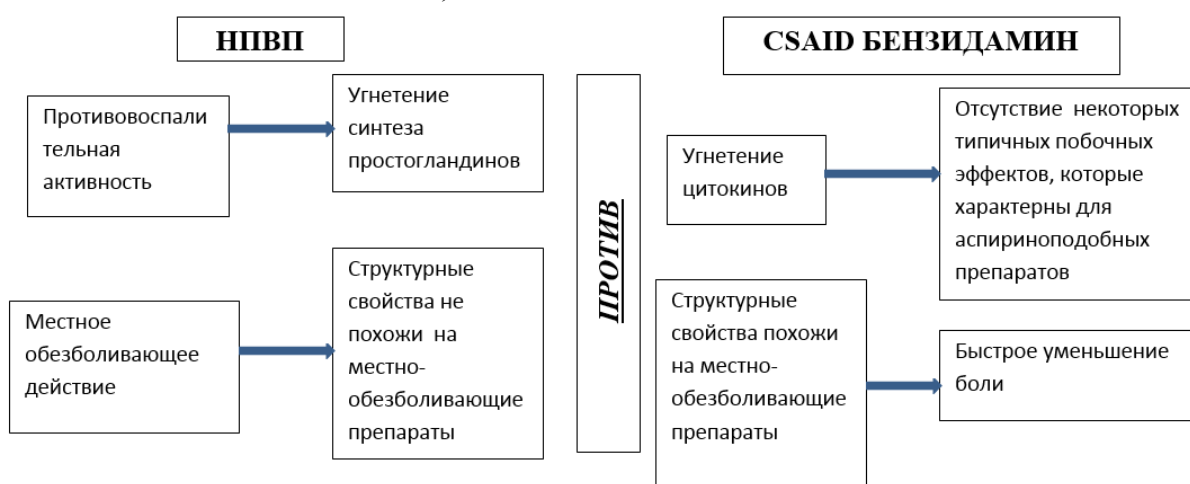 НПВП
Противовоспали
тельная
активность
Угнетение
синтеза
простогландинов
Местное
обезболивающее
действие
Структурные
свойства не
похожи на
местно-
обезболивающие
препараты
ПРОТИВ
CSAID БЕНЗИДАМИН
Угнетение
цитокинов
Отсутствие некоторых
типичных побочных
эффектов, которые
характерны для
аспириноподобных
препаратов
Структурные
свойства похожи
на местно-
обезболивающие
препараты
Быстрое уменьшение
боли